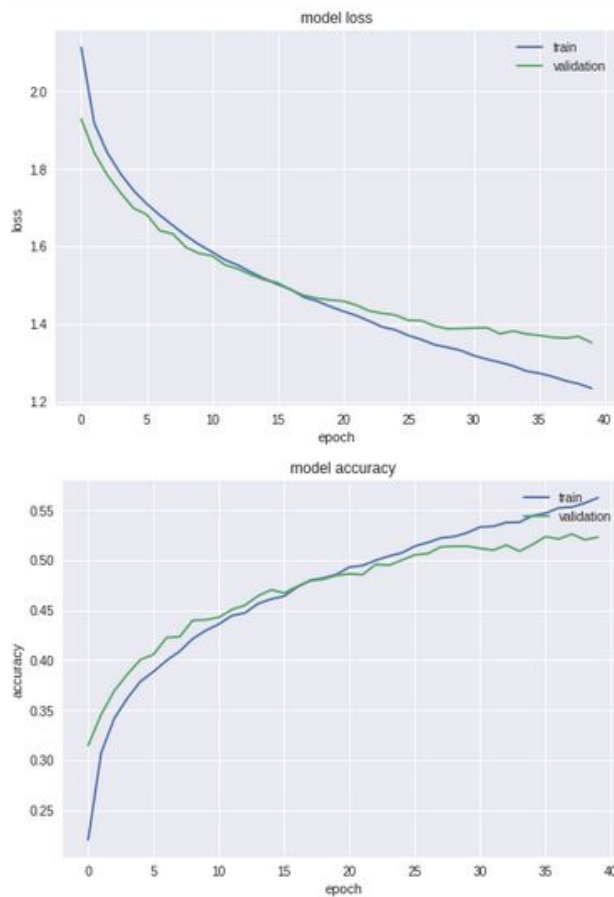 model loss
train
validation
2.0
1.8
1.6
1.4
1.2
loss
0 5 10 15 20 25 30 35 40
epoch
model accuracy
train
validation
0.55
0.50
0.45
0.40
0.35
0.30
0.25
accuracy
0 5 10 15 20 25 30 35 40
epoch